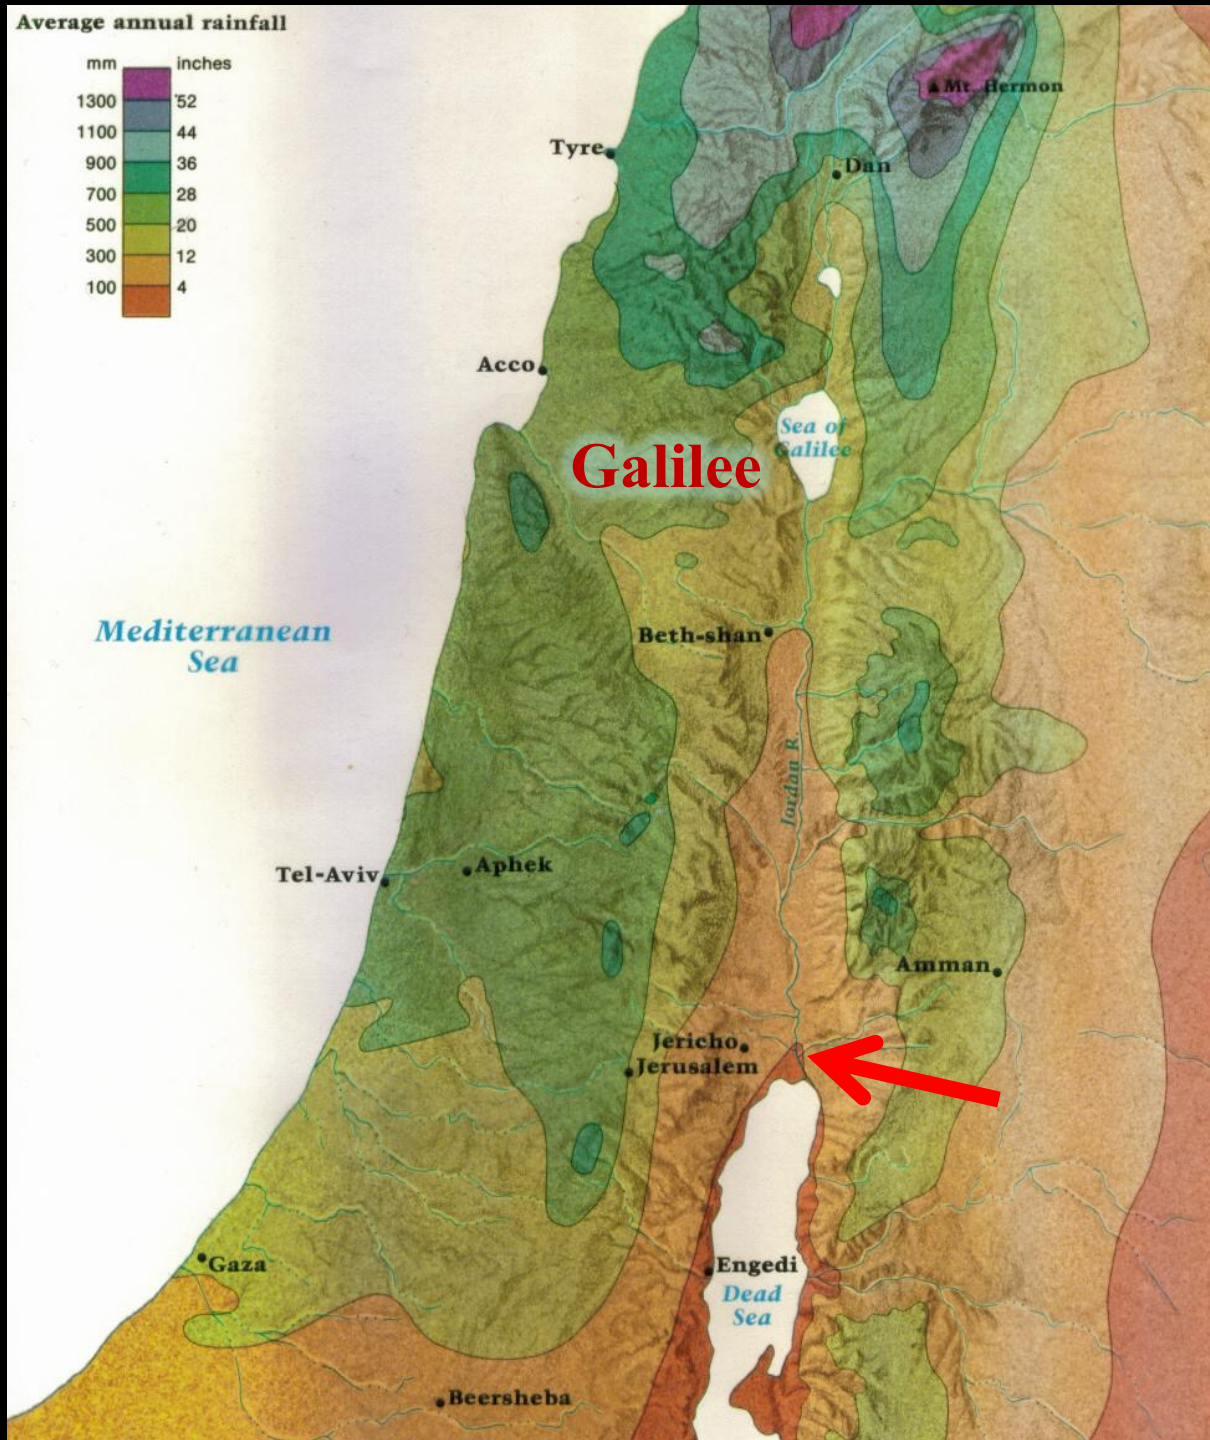 Average annual rainfall
mm inches
1300 52
1100 44
900 36
700 28
500 20
300 12
100 4
Mt. Hermon
Tyre
Dan
Acco
Sea of
Galilee
Galilee
Mediterranean
Sea
Beth-shan
Jordan R.
Tel-Aviv
Aphek
Amman
Jericho
Jerusalem
Gaza
Engedi
Dead
Sea
Beersheba